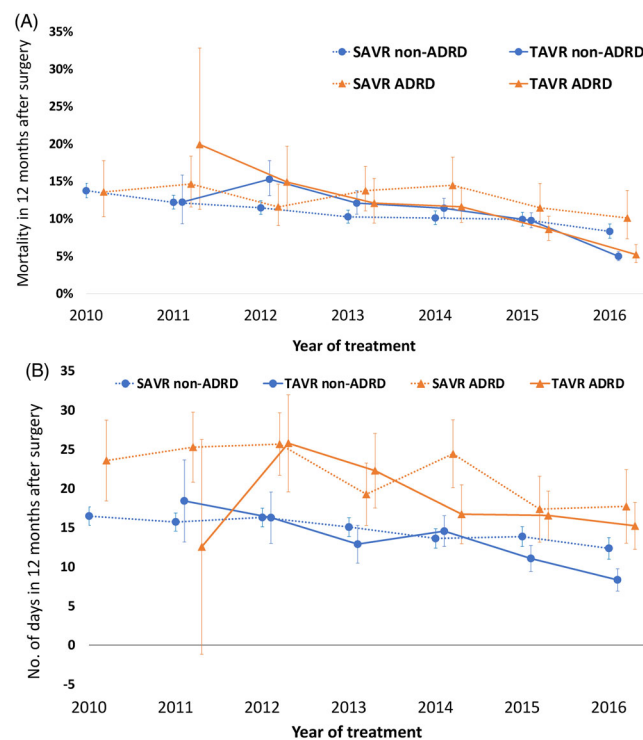 (A)
35%
30%
25%
20%
15%
10%
5%
0%
Mortality in 12 months after surgery
SAVR non-ADRD TAVR non-ADRD
SAVR ADRD TAVR ADRD
2010 2011 2012 2013 2014 2015 2016
Year of treatment
(B)
35
30
25
20
15
10
5
0
-5
No. of days in 12 months after surgery
SAVR non-ADRD TAVR non-ADRD SAVR ADRD TAVR ADRD
2010 2011 2012 2013 2014 2015 2016
Year of treatment